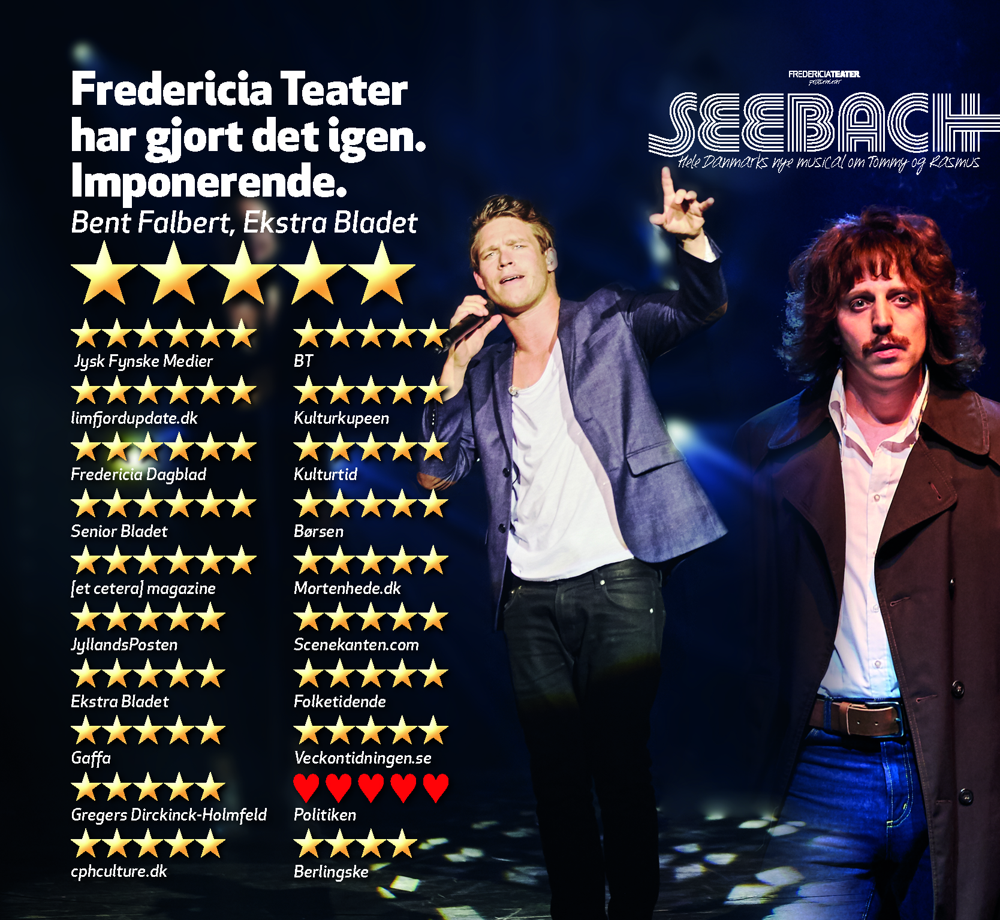 Fredericia Teater
har gjort det igen.
Imponerende.
Bent Falbert, Ekstra Bladet
FREDERICIATEATER
præsenterer
SEEBACH
Hele Danmarks nye musical om Tommy og Rasmus
Jysk Fynske Medier
limfjordupdate.dk
Fredericia Dagblad
Senior Bladet
[et cetera] magazine
JyllandsPosten
Ekstra Bladet
Gaffa
Gregers Dirckinck-Holmfeld
cphculture.dk
BT
Kulturkupeen
Kulturtid
Børsen
Mortenhede.dk
Scenekanten.com
Folketidende
Veckontidningen.se
Politiken
Berlingske